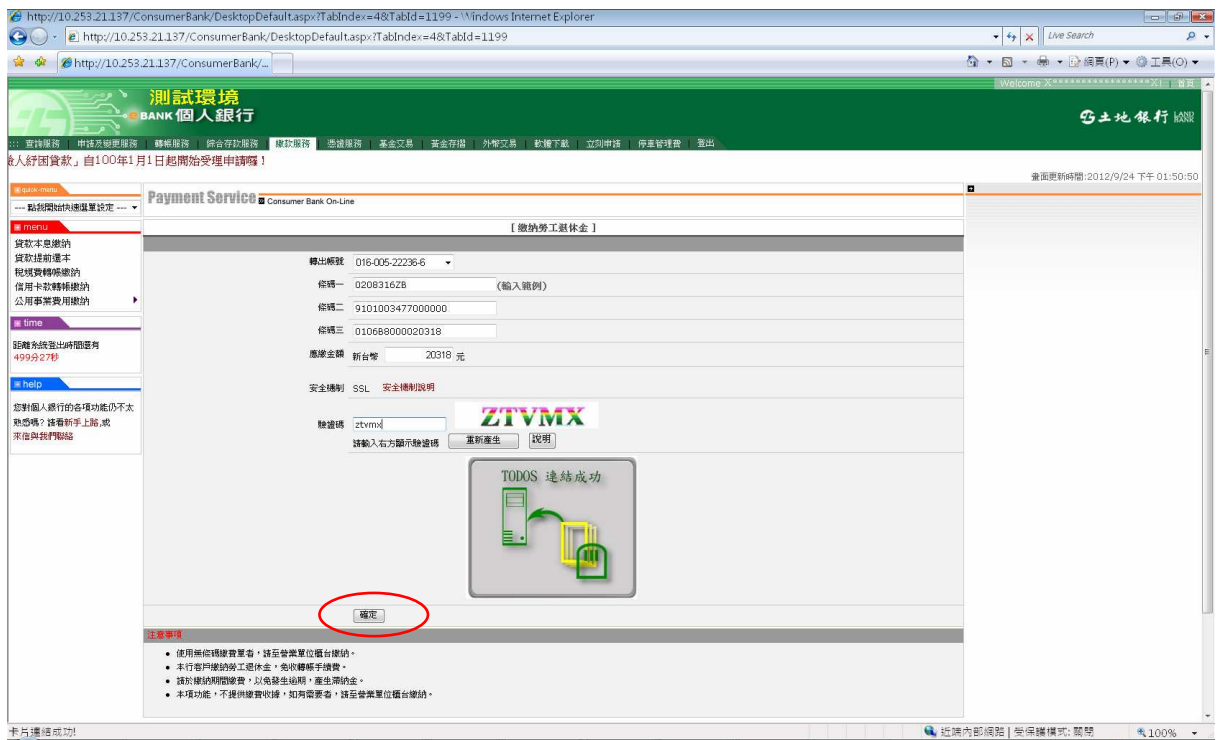 http://10.253.21.137/ConsumerBank/DesktopDefault.aspx?TabIndex=4&TabId=1199 - Windows Internet Explorer
http://10.253.21.137/ConsumerBank/DesktopDefault.aspx?TabIndex=4&TabId=1199
Live Search
http://10.253.21.137/ConsumerBank/...
網頁(P) 工具(O)
Welcome X******************X! | 首頁
測試環境
eBANK個人銀行
土地銀行 BANK
::: 查詢服務 | 申請及變更服務 | 轉帳服務 | 綜合存款服務 | 繳款服務 | 憑證服務 | 基金交易 | 黃金存摺 | 外幣交易 | 軟體下載 | 立刻申請 | 停車管理費 | 登出
人紓困貸款」自100年1月1日起開始受理申請囉！
畫面更新時間:2012/9/24 下午 01:50:50
quick-menu
--- 點我開始快速選單設定 ---
Payment Service Consumer Bank On-Line
menu
[ 繳納勞工退休金 ]
貸款本息繳納
貸款提前還本
稅規費轉帳繳納
信用卡款轉帳繳納
公用事業費用繳納
轉出帳號 016-005-22236-6
條碼一 0208316ZB (輸入範例)
條碼二 9101003477000000
條碼三 0106B8000020318
time
距離系統登出時間還有
499分27秒
應繳金額 新台幣 20318 元
help
安全機制 SSL 安全機制說明
您對個人銀行的各項功能仍不太
熟悉嗎? 請看新手上路,或
來信與我們聯絡
驗證碼 ztvmx ZTVMX
請輸入右方顯示驗證碼 重新產生 說明
TODOS 連結成功
確定
注意事項
• 使用無條碼繳費單者，請至營業單位櫃台繳納。
• 本行客戶繳納勞工退休金，免收轉帳手續費。
• 請於繳納期間繳費，以免發生逾期，產生滯納金。
• 本項功能，不提供繳費收據，如有需要者，請至營業單位櫃台繳納。
卡片連結成功!
近端內部網路 | 受保護模式: 關閉
100%